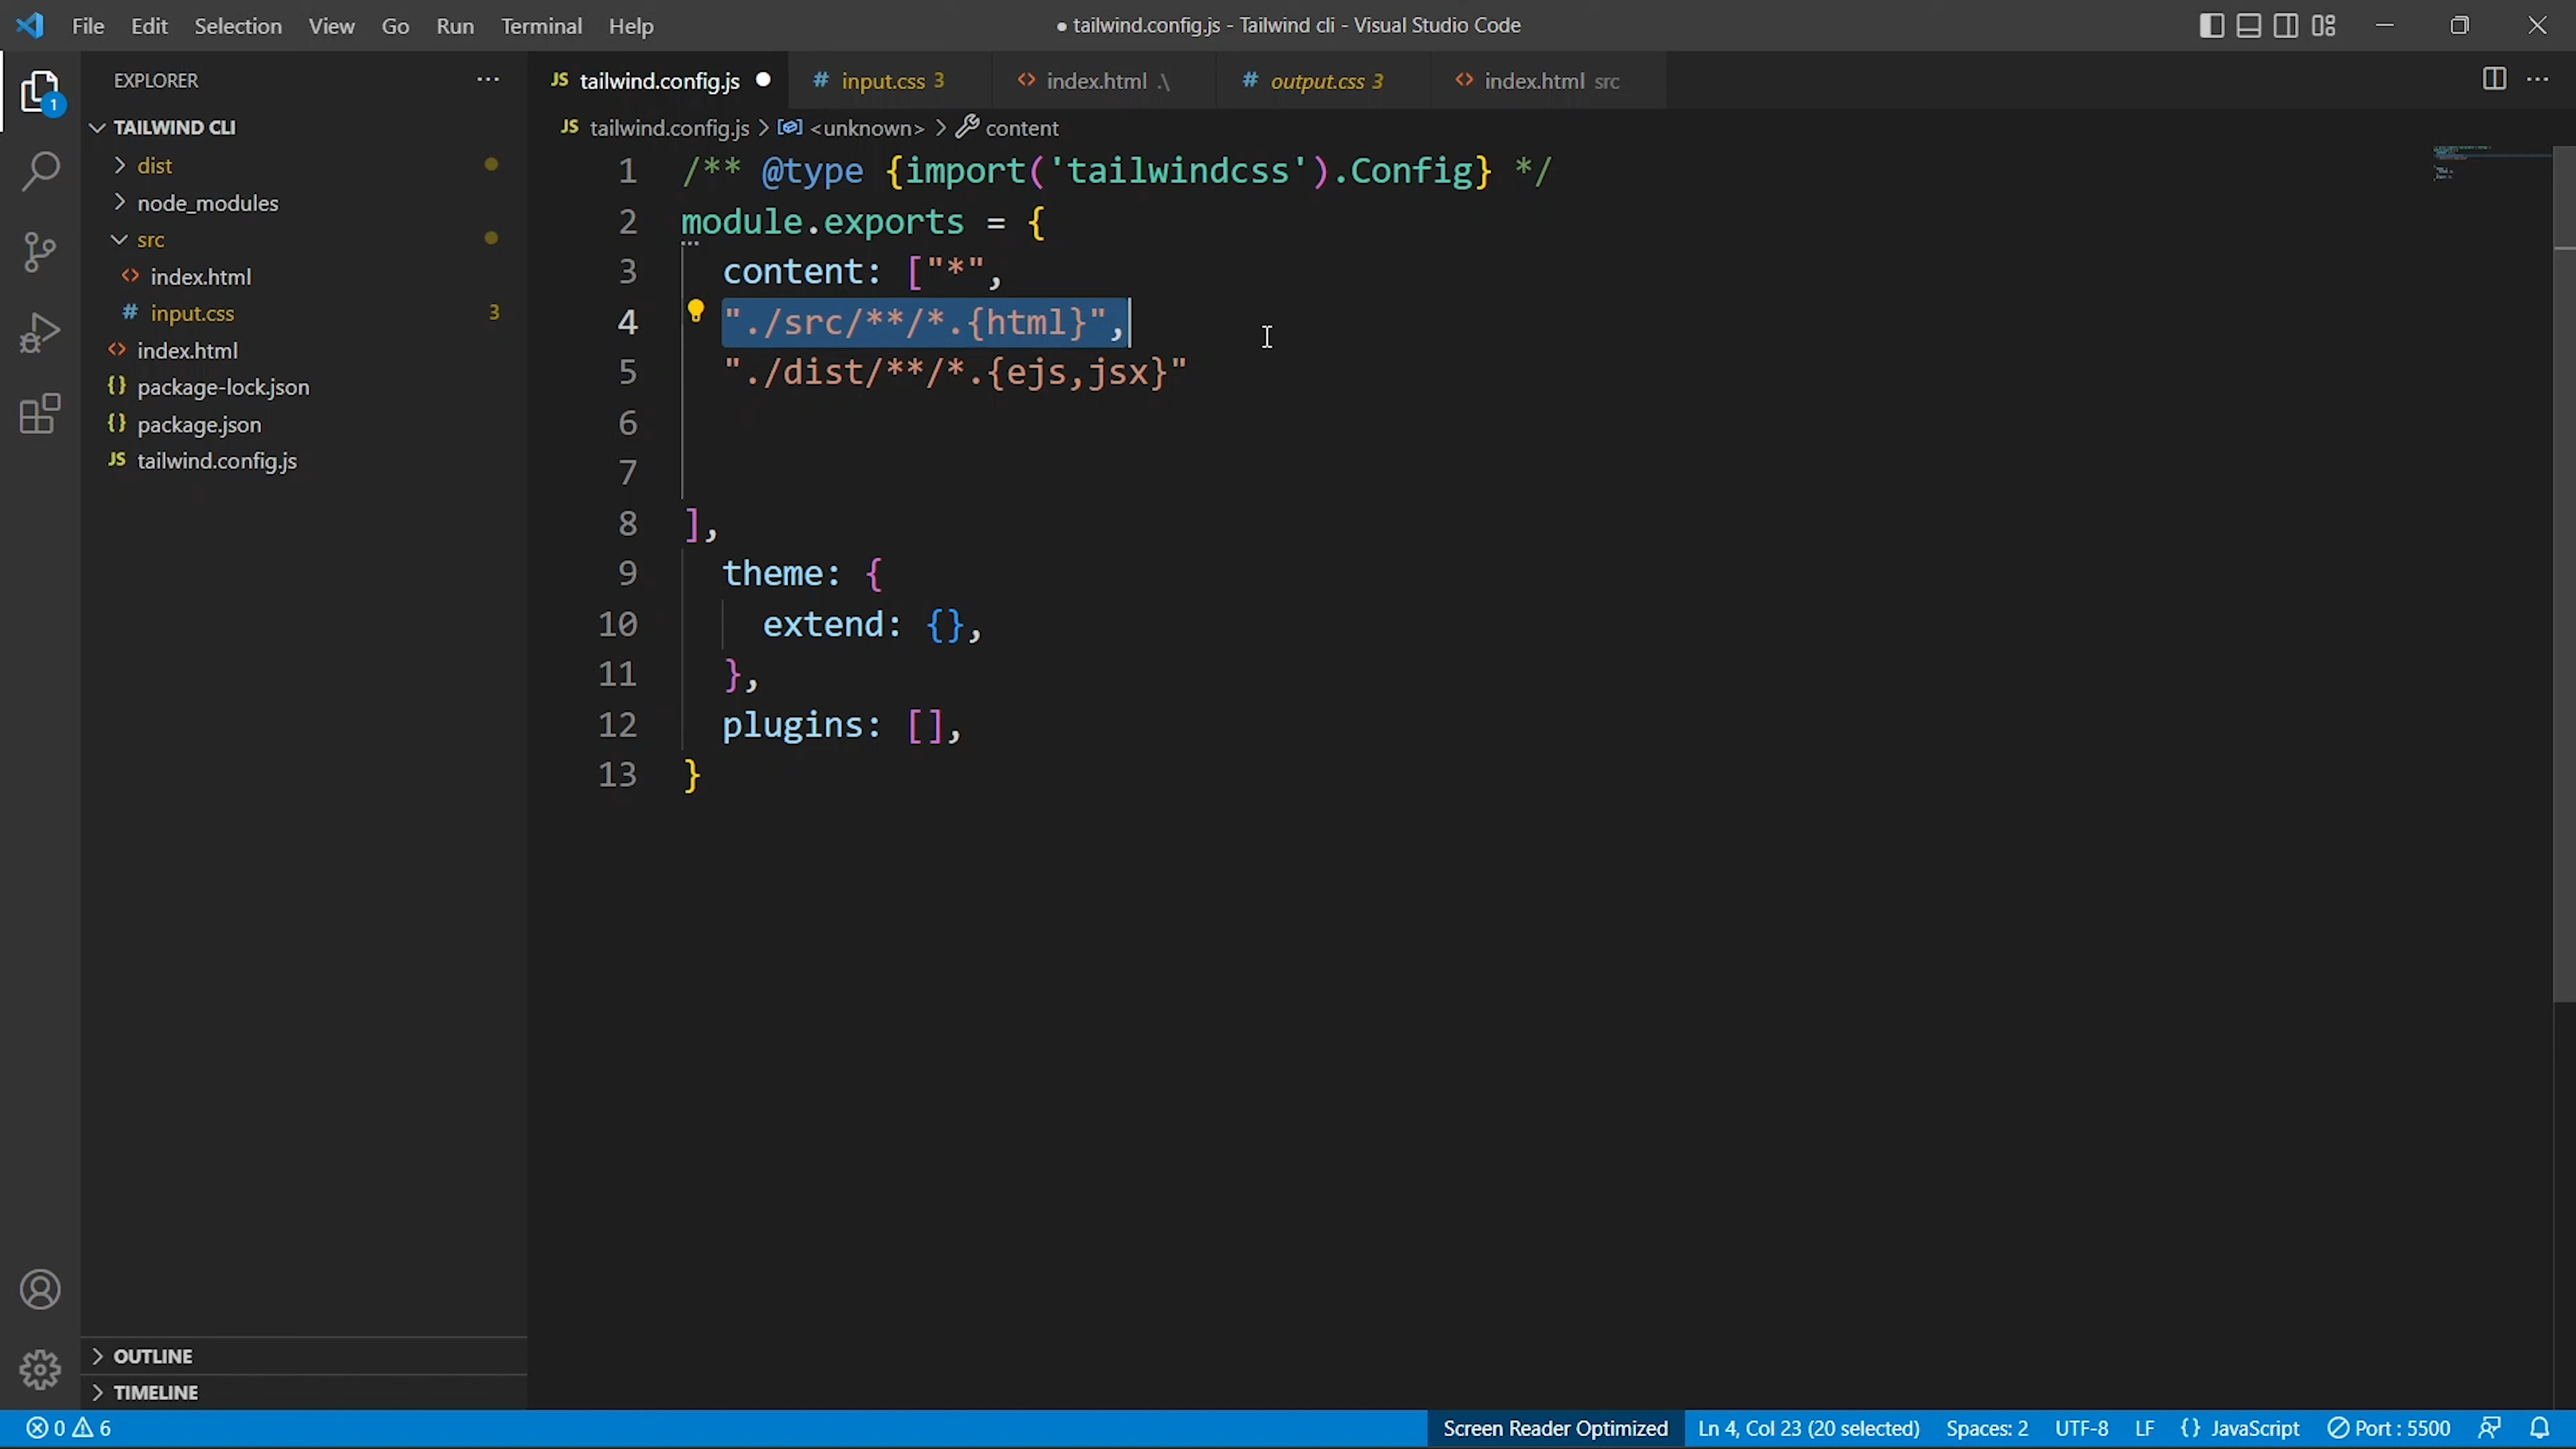 File Edit Selection View Go Run Terminal Help
● tailwind.config.js - Tailwind cli - Visual Studio Code
EXPLORER
TAILWIND CLI
dist
node_modules
src
index.html
input.css 3
index.html
package-lock.json
package.json
tailwind.config.js
OUTLINE
TIMELINE
1
JS tailwind.config.js ● # input.css 3 <> index.html .\ # output.css 3 <> index.html src
JS tailwind.config.js > <unknown> > content
1 /** @type {import('tailwindcss').Config} */
2 module.exports = {
3 content: ["*",
4 "./src/**/*.{html}",
5 "./dist/**/*.{ejs,jsx}"
6
7
8 ],
9 theme: {
10 extend: {},
11 },
12 plugins: [],
13 }
0 6 Screen Reader Optimized Ln 4, Col 23 (20 selected) Spaces: 2 UTF-8 LF {} JavaScript Port : 5500